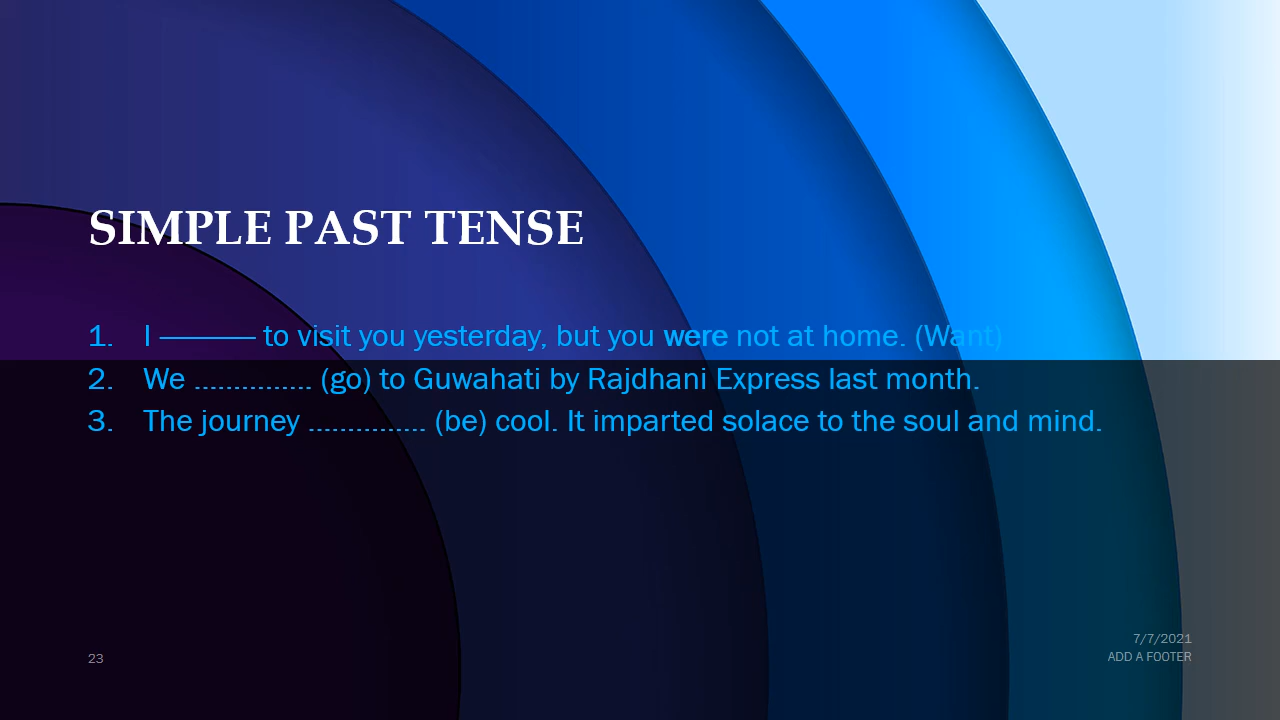 SIMPLE PAST TENSE
1. I ———— to visit you yesterday, but you were not at home. (Want)
2. We ............... (go) to Guwahati by Rajdhani Express last month.
3. The journey ............... (be) cool. It imparted solace to the soul and mind.
7/7/2021
23
ADD A FOOTER